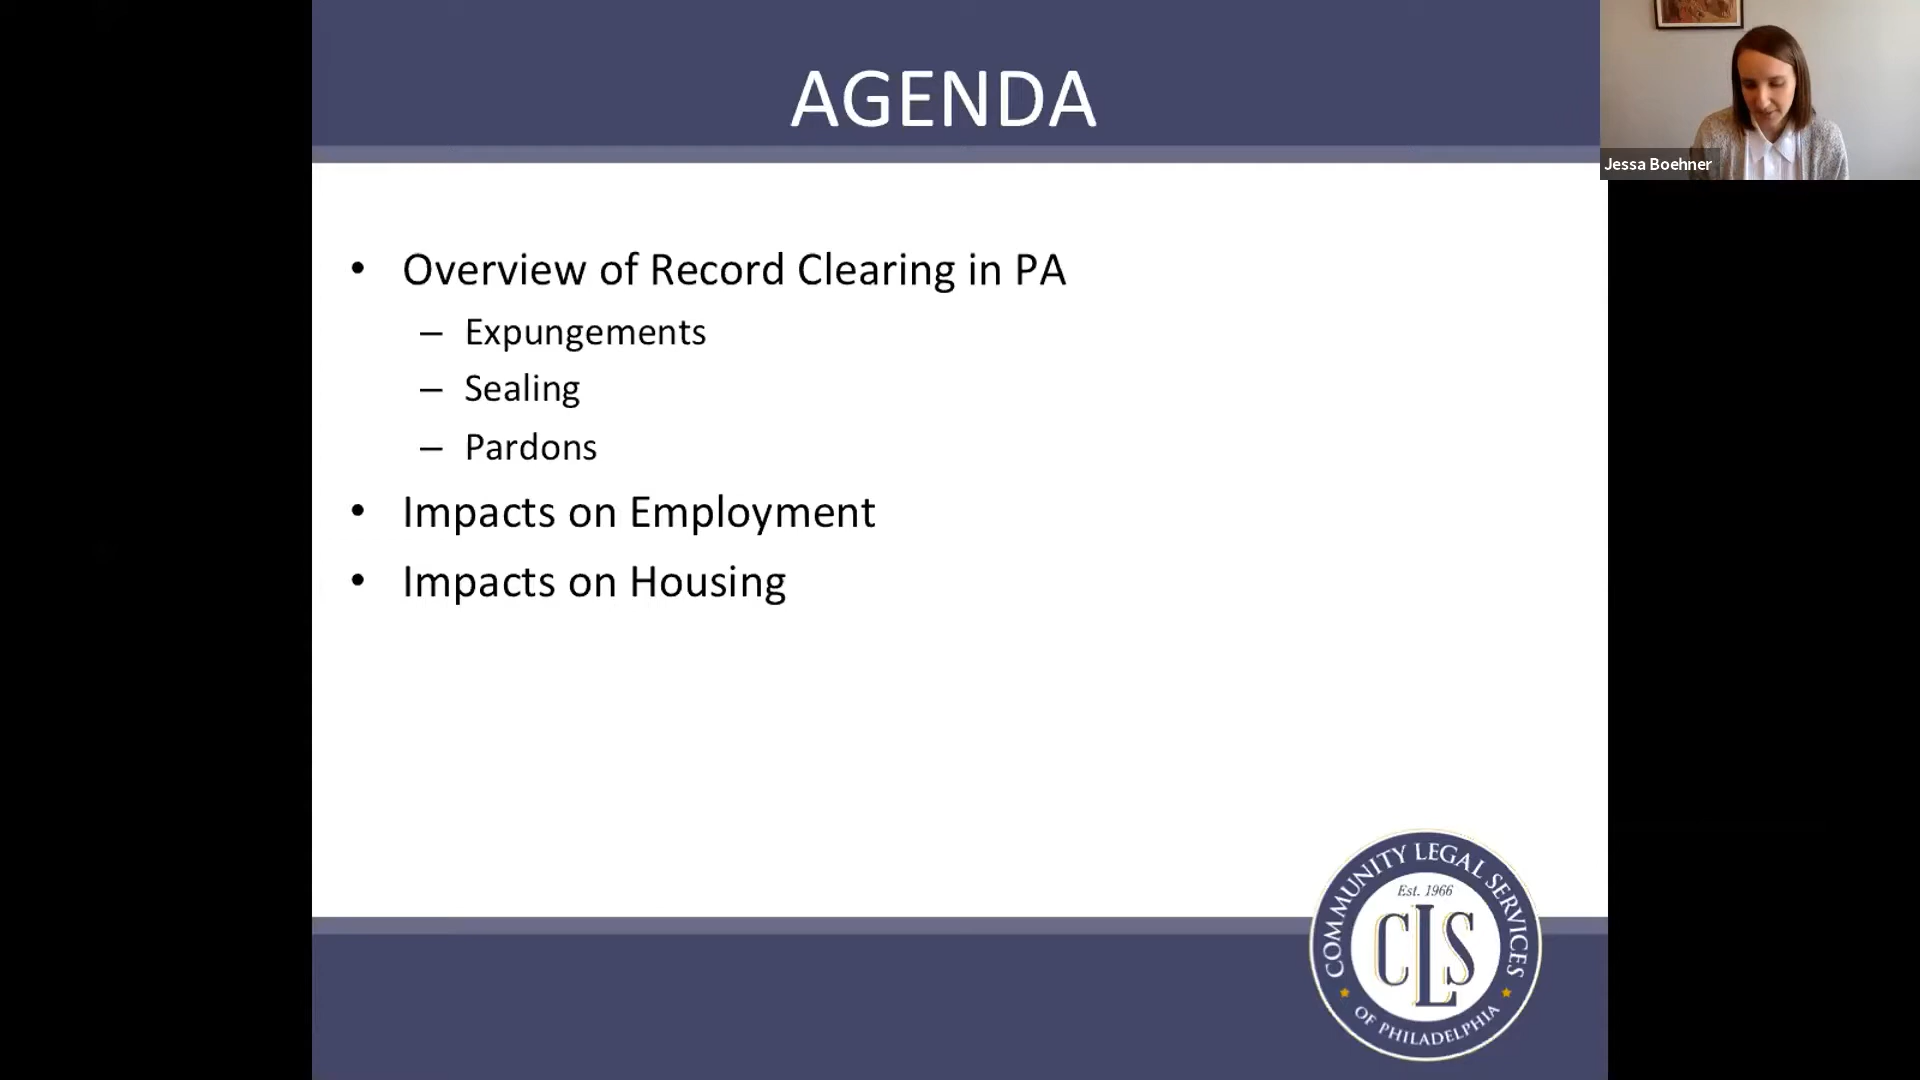 AGENDA
Jessa Boehner
• Overview of Record Clearing in PA
– Expungements
– Sealing
– Pardons
• Impacts on Employment
• Impacts on Housing
COMMUNITY LEGAL SERVICES
Est. 1966
CLS
OF PHILADELPHIA